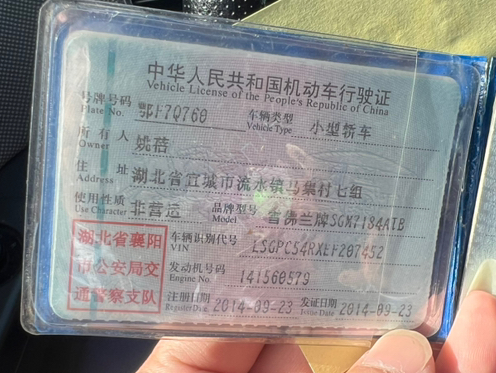 中华人民共和国机动车行驶证
Vehicle License of the People's Republic of China
号牌号码 Plate No. 鄂F7Q760 车辆类型 Vehicle Type 小型轿车
所有人 Owner 姚蓓
住址 Address 湖北省宜城市流水镇马集村七组
使用性质 Use Character 非营运 品牌型号 Model 雪佛兰牌SGM7184ATB
湖北省襄阳
市公安局交
通警察支队
车辆识别代号 VIN LSGPC54RXEF207452
发动机号码 Engine No. 141560579
注册日期 Register Date 2014-09-23 发证日期 Issue Date 2014-09-23